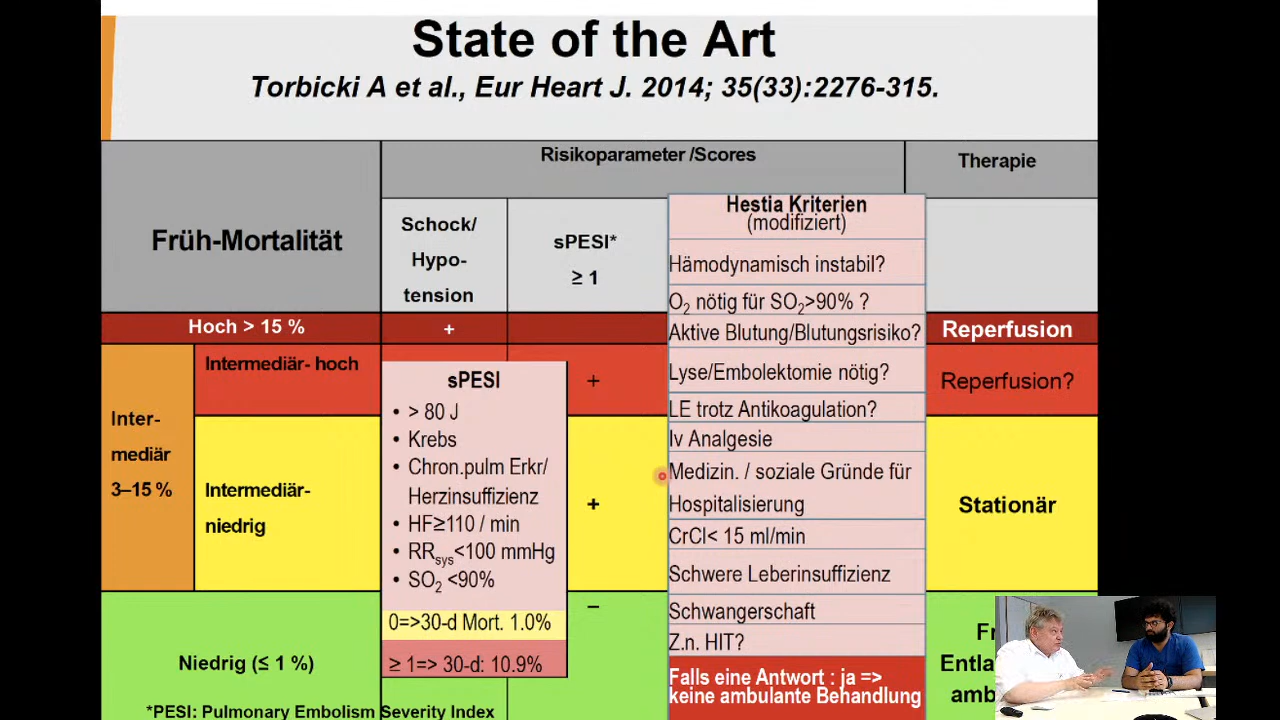 State of the Art
Torbicki A et al., Eur Heart J. 2014; 35(33):2276-315.
Risikoparameter /Scores
Therapie
Früh-Mortalität
Schock/
Hypo-
tension
sPESI*
≥ 1
Hestia Kriterien
(modifiziert)
Hämodynamisch instabil?
O₂ nötig für SO₂>90% ?
Aktive Blutung/Blutungsrisiko?
Lyse/Embolektomie nötig?
LE trotz Antikoagulation?
Iv Analgesie
Medizin. / soziale Gründe für
Hospitalisierung
CrCl< 15 ml/min
Schwere Leberinsuffizienz
Schwangerschaft
Z.n. HIT?
Falls eine Antwort : ja =>
keine ambulante Behandlung
Hoch > 15 %
+
Reperfusion
Inter-
mediär
3–15 %
Intermediär- hoch
+
Reperfusion?
Intermediär-
niedrig
+
Stationär
sPESI
• > 80 J
• Krebs
• Chron.pulm Erkr/
Herzinsuffizienz
• HF≥110 / min
• RRsys<100 mmHg
• SO₂ <90%
0=>30-d Mort. 1.0%
≥ 1=> 30-d: 10.9%
Niedrig (≤ 1 %)
−
*PESI: Pulmonary Embolism Severity Index